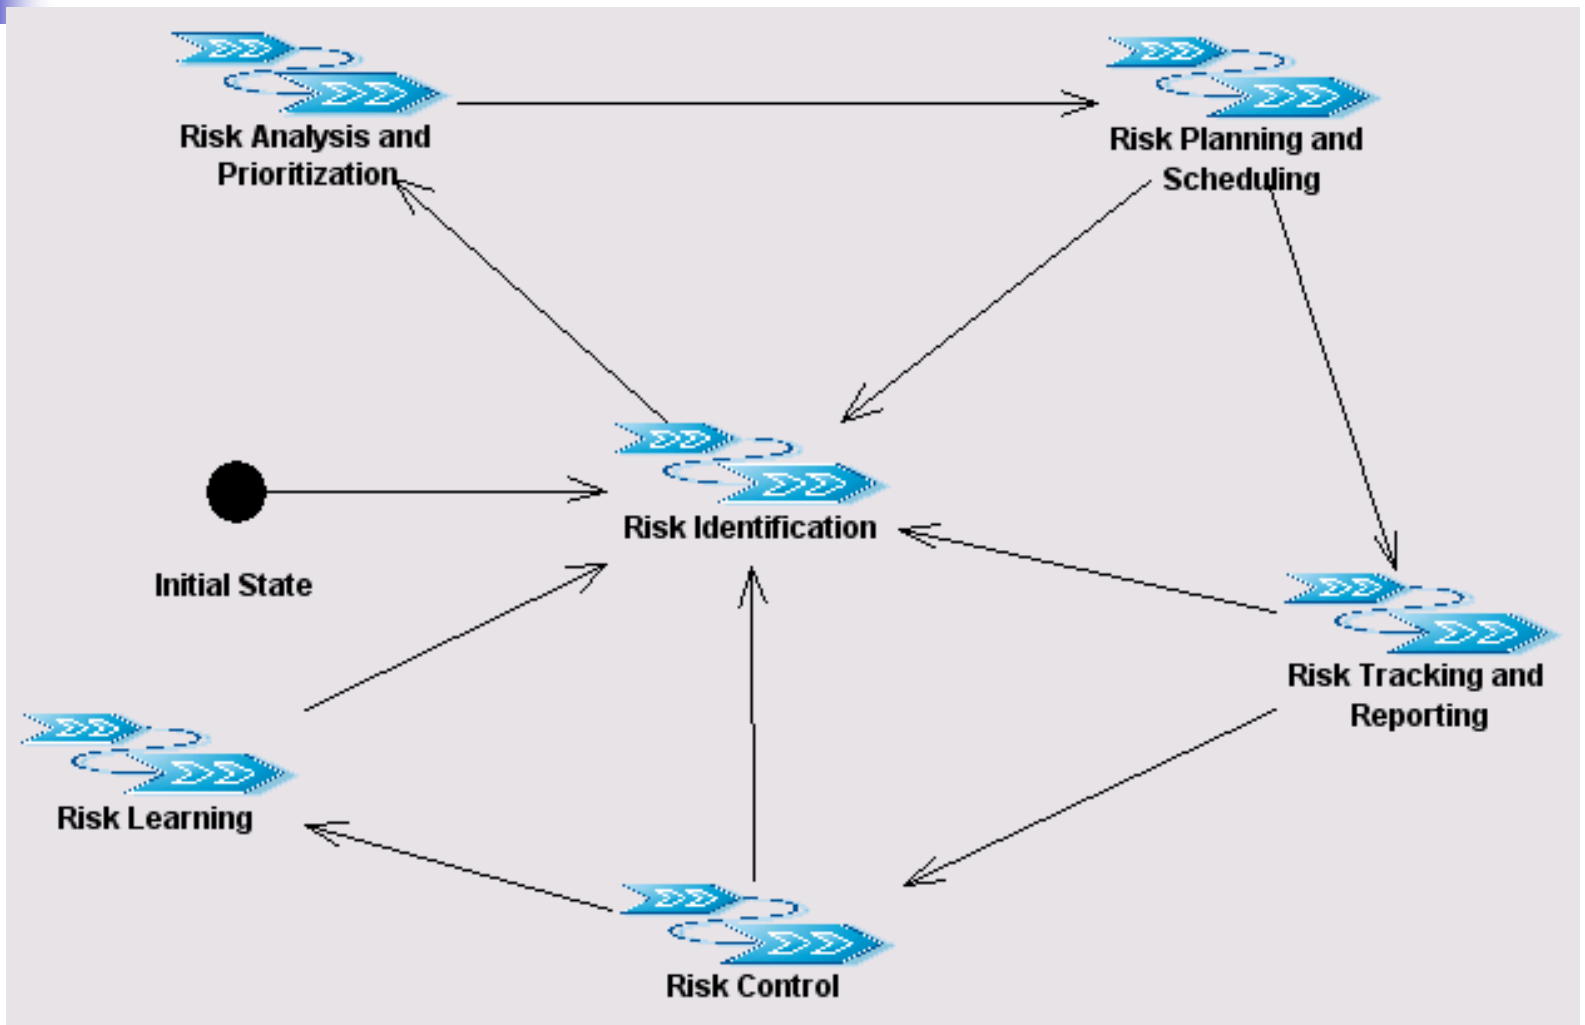 Risk Analysis and
Prioritization
Risk Planning and
Scheduling
Risk Identification
Initial State
Risk Tracking and
Reporting
Risk Learning
Risk Control